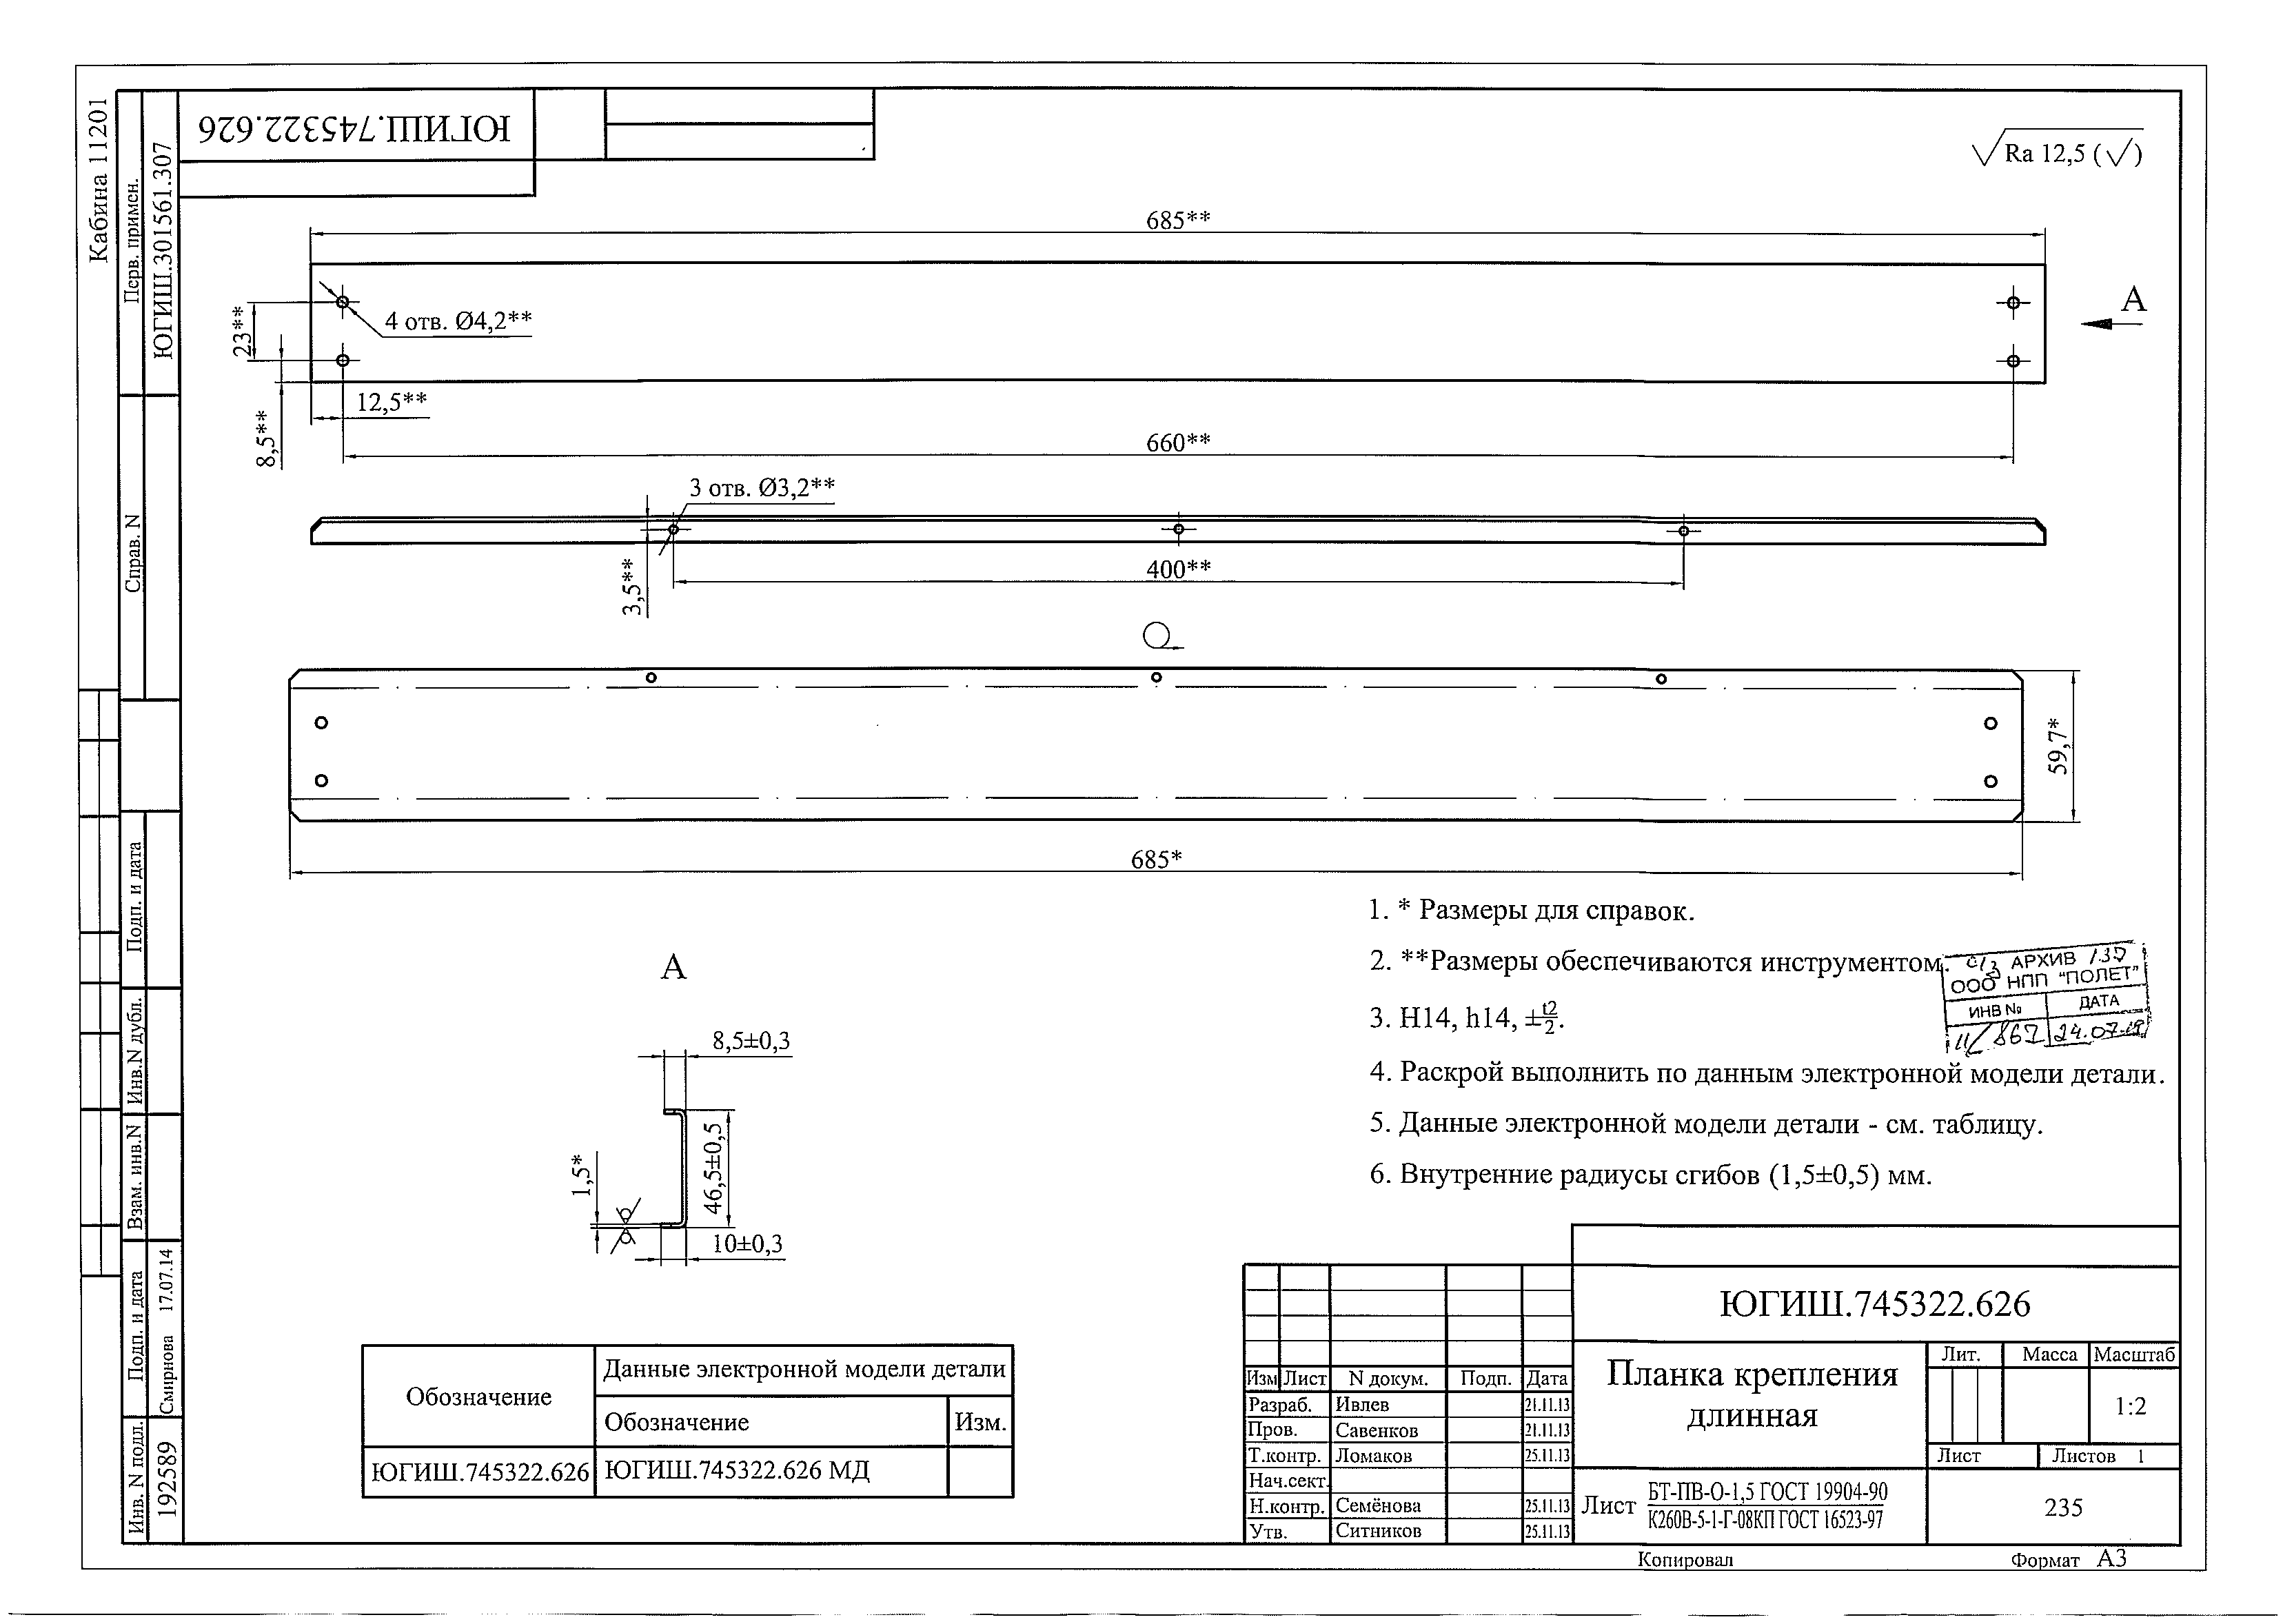 Кабина 11201
Перв. примен.
ЮГИШ.301561.307
Справ. N
Подп. и дата
Инв.N дубл.
Взам. инв.N
Подп. и дата
Смирнова 17.07.14
Инв. N подл.
192589
ЮГИШ.745322.626
Ra 12,5 (√)
685**
А
4 отв. Ø4,2**
23**
8,5**
12,5**
660**
3 отв. Ø3,2**
3,5**
400**
59,7*
685*
А
8,5±0,3
1,5*
46,5±0,5
10±0,3
1. * Размеры для справок.
2. **Размеры обеспечиваются инструментом.
3. H14, h14, ±t2/2.
4. Раскрой выполнить по данным электронной модели детали.
5. Данные электронной модели детали - см. таблицу.
6. Внутренние радиусы сгибов (1,5±0,5) мм.
АРХИВ
ООО НПП "ПОЛЕТ"
ИНВ № ДАТА
11/867 24.07.19
Обозначение
Данные электронной модели детали
Обозначение Изм.
ЮГИШ.745322.626 ЮГИШ.745322.626 МД
ЮГИШ.745322.626
Изм Лист N докум. Подп. Дата
Разраб. Ивлев 21.11.13
Пров. Савенков 21.11.13
Т.контр. Ломаков 25.11.13
Нач.сект.
Н.контр. Семёнова 25.11.13
Утв. Ситников 25.11.13
Планка крепления
длинная
Лит. Масса Масштаб
1:2
Лист Листов 1
Лист БТ-ПВ-О-1,5 ГОСТ 19904-90
К260В-5-1-Г-08КП ГОСТ 16523-97
235
Копировал Формат А3